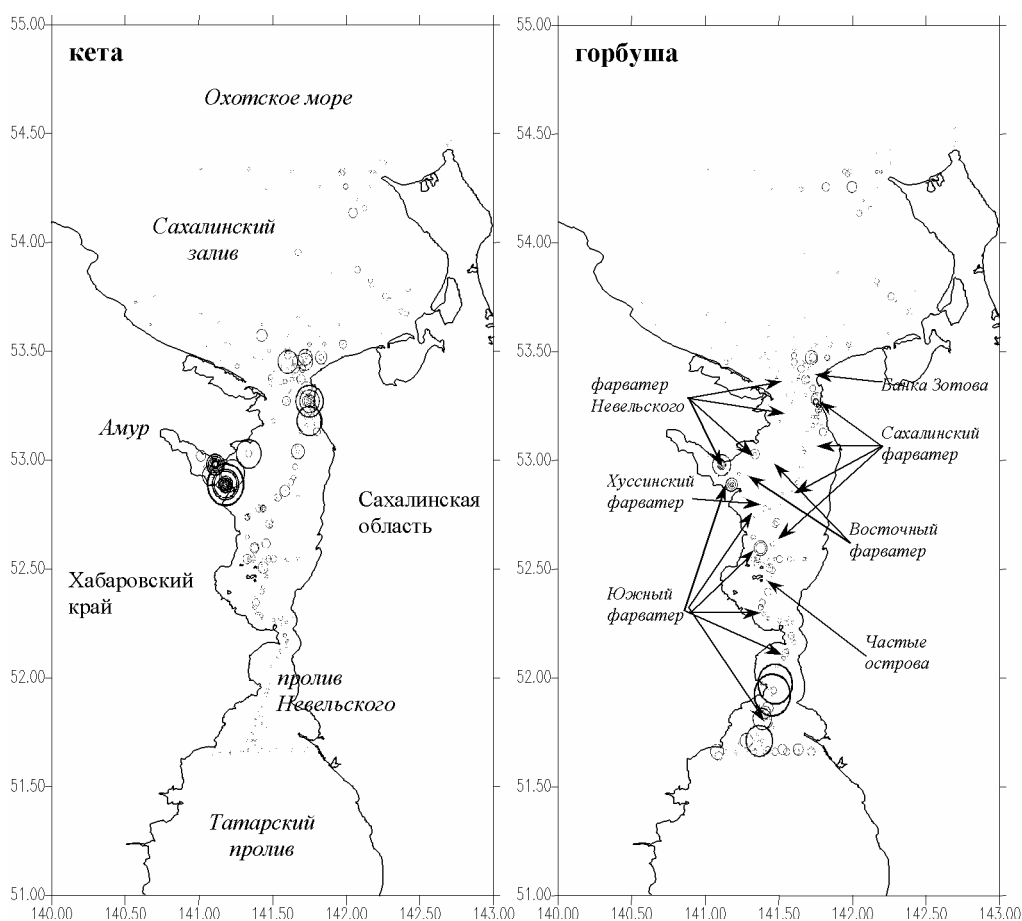 55.00
54.50
54.00
53.50
53.00
52.50
52.00
51.50
51.00
140.00 140.50 141.00 141.50 142.00 142.50 143.00
кета
Охотское море
Сахалинский
залив
Амур
Сахалинская
область
Хабаровский
край
пролив
Невельского
Татарский
пролив
55.00
54.50
54.00
53.50
53.00
52.50
52.00
51.50
51.00
140.00 140.50 141.00 141.50 142.00 142.50 143.00
горбуша
фарватер
Невельского
Банка Зотова
Сахалинский
фарватер
Хуссинский
фарватер
Восточный
фарватер
Южный
фарватер
Частые
острова